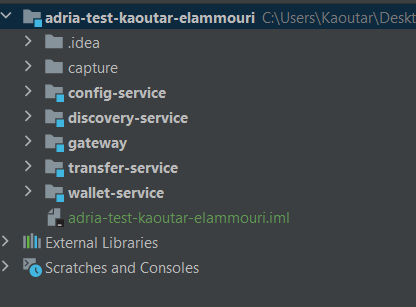 adria-test-kaoutar-elammouri C:\Users\Kaoutar\Deskt
.idea
capture
config-service
discovery-service
gateway
transfer-service
wallet-service
adria-test-kaoutar-elammouri.iml
External Libraries
Scratches and Consoles